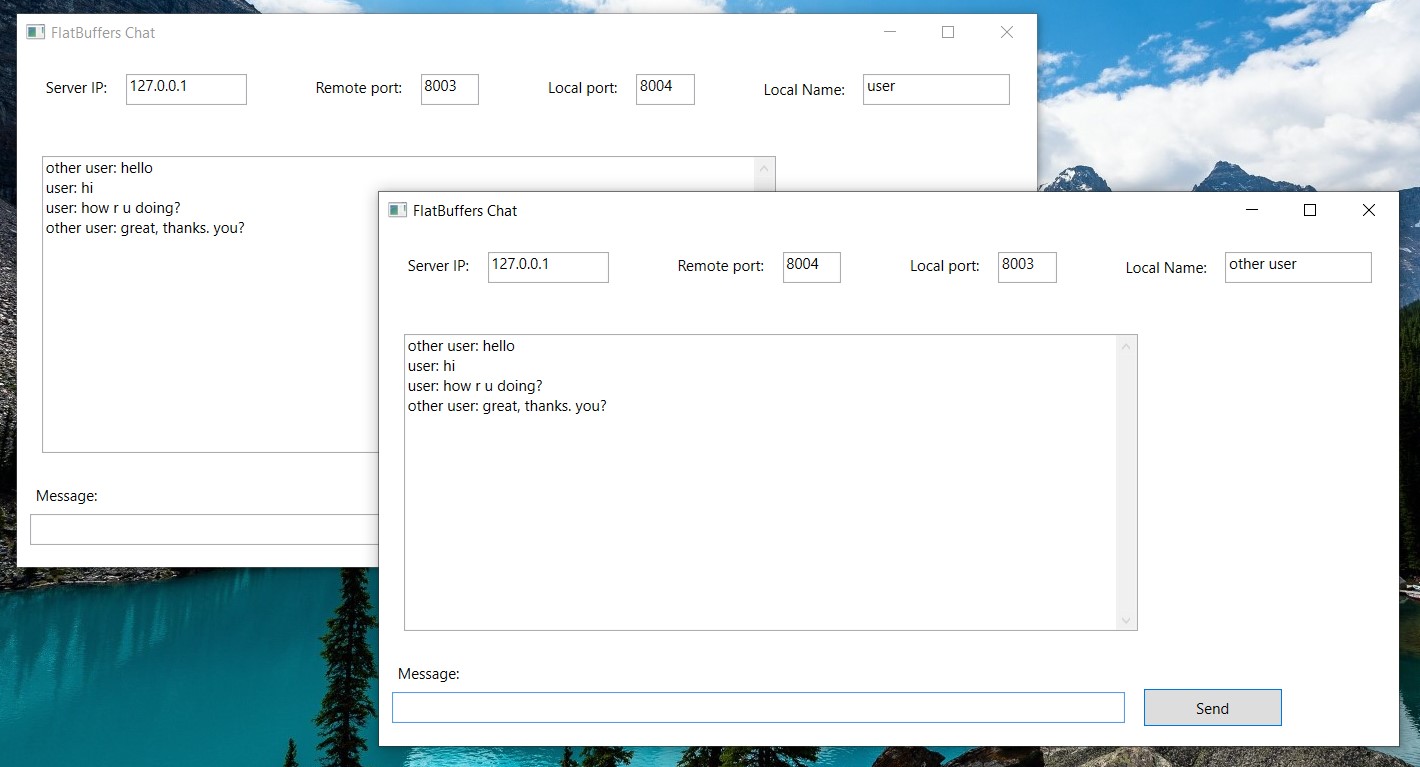 FlatBuffers Chat
Server IP: 127.0.0.1 Remote port: 8003 Local port: 8004 Local Name: user
other user: hello
user: hi
user: how r u doing?
other user: great, thanks. you?
Message:
FlatBuffers Chat
Server IP: 127.0.0.1 Remote port: 8004 Local port: 8003 Local Name: other user
other user: hello
user: hi
user: how r u doing?
other user: great, thanks. you?
Message:
Send